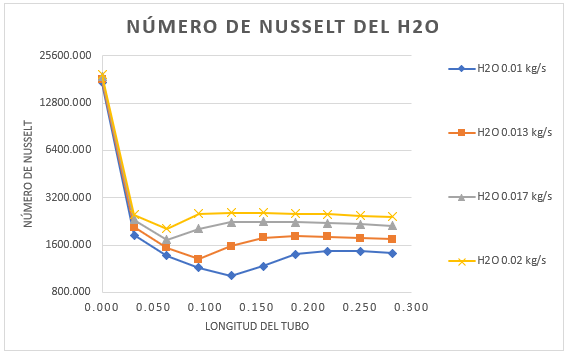 NÚMERO DE NUSSELT DEL H2O
NÚMERO DE NUSSELT
25600.000
12800.000
6400.000
3200.000
1600.000
800.000
0.000 0.050 0.100 0.150 0.200 0.250 0.300
LONGITUD DEL TUBO
H2O 0.01 kg/s
H2O 0.013 kg/s
H2O 0.017 kg/s
H2O 0.02 kg/s